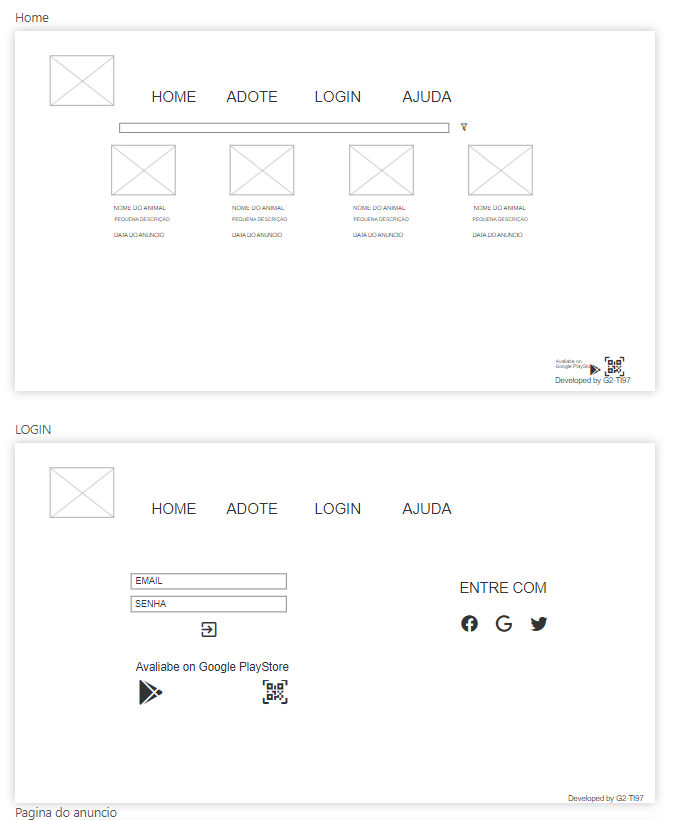 Home
HOME ADOTE LOGIN AJUDA
NOME DO ANIMAL NOME DO ANIMAL NOME DO ANIMAL NOME DO ANIMAL
PEQUENA DESCRIÇÃO PEQUENA DESCRIÇÃO PEQUENA DESCRIÇÃO PEQUENA DESCRIÇÃO
DATA DO ANUNCIO DATA DO ANUNCIO DATA DO ANUNCIO DATA DO ANUNCIO
Avaliabe on
Google PlayStore
Developed by G2-TI97
LOGIN
HOME ADOTE LOGIN AJUDA
EMAIL
SENHA
ENTRE COM
Avaliabe on Google PlayStore
Developed by G2-TI97
Pagina do anuncio